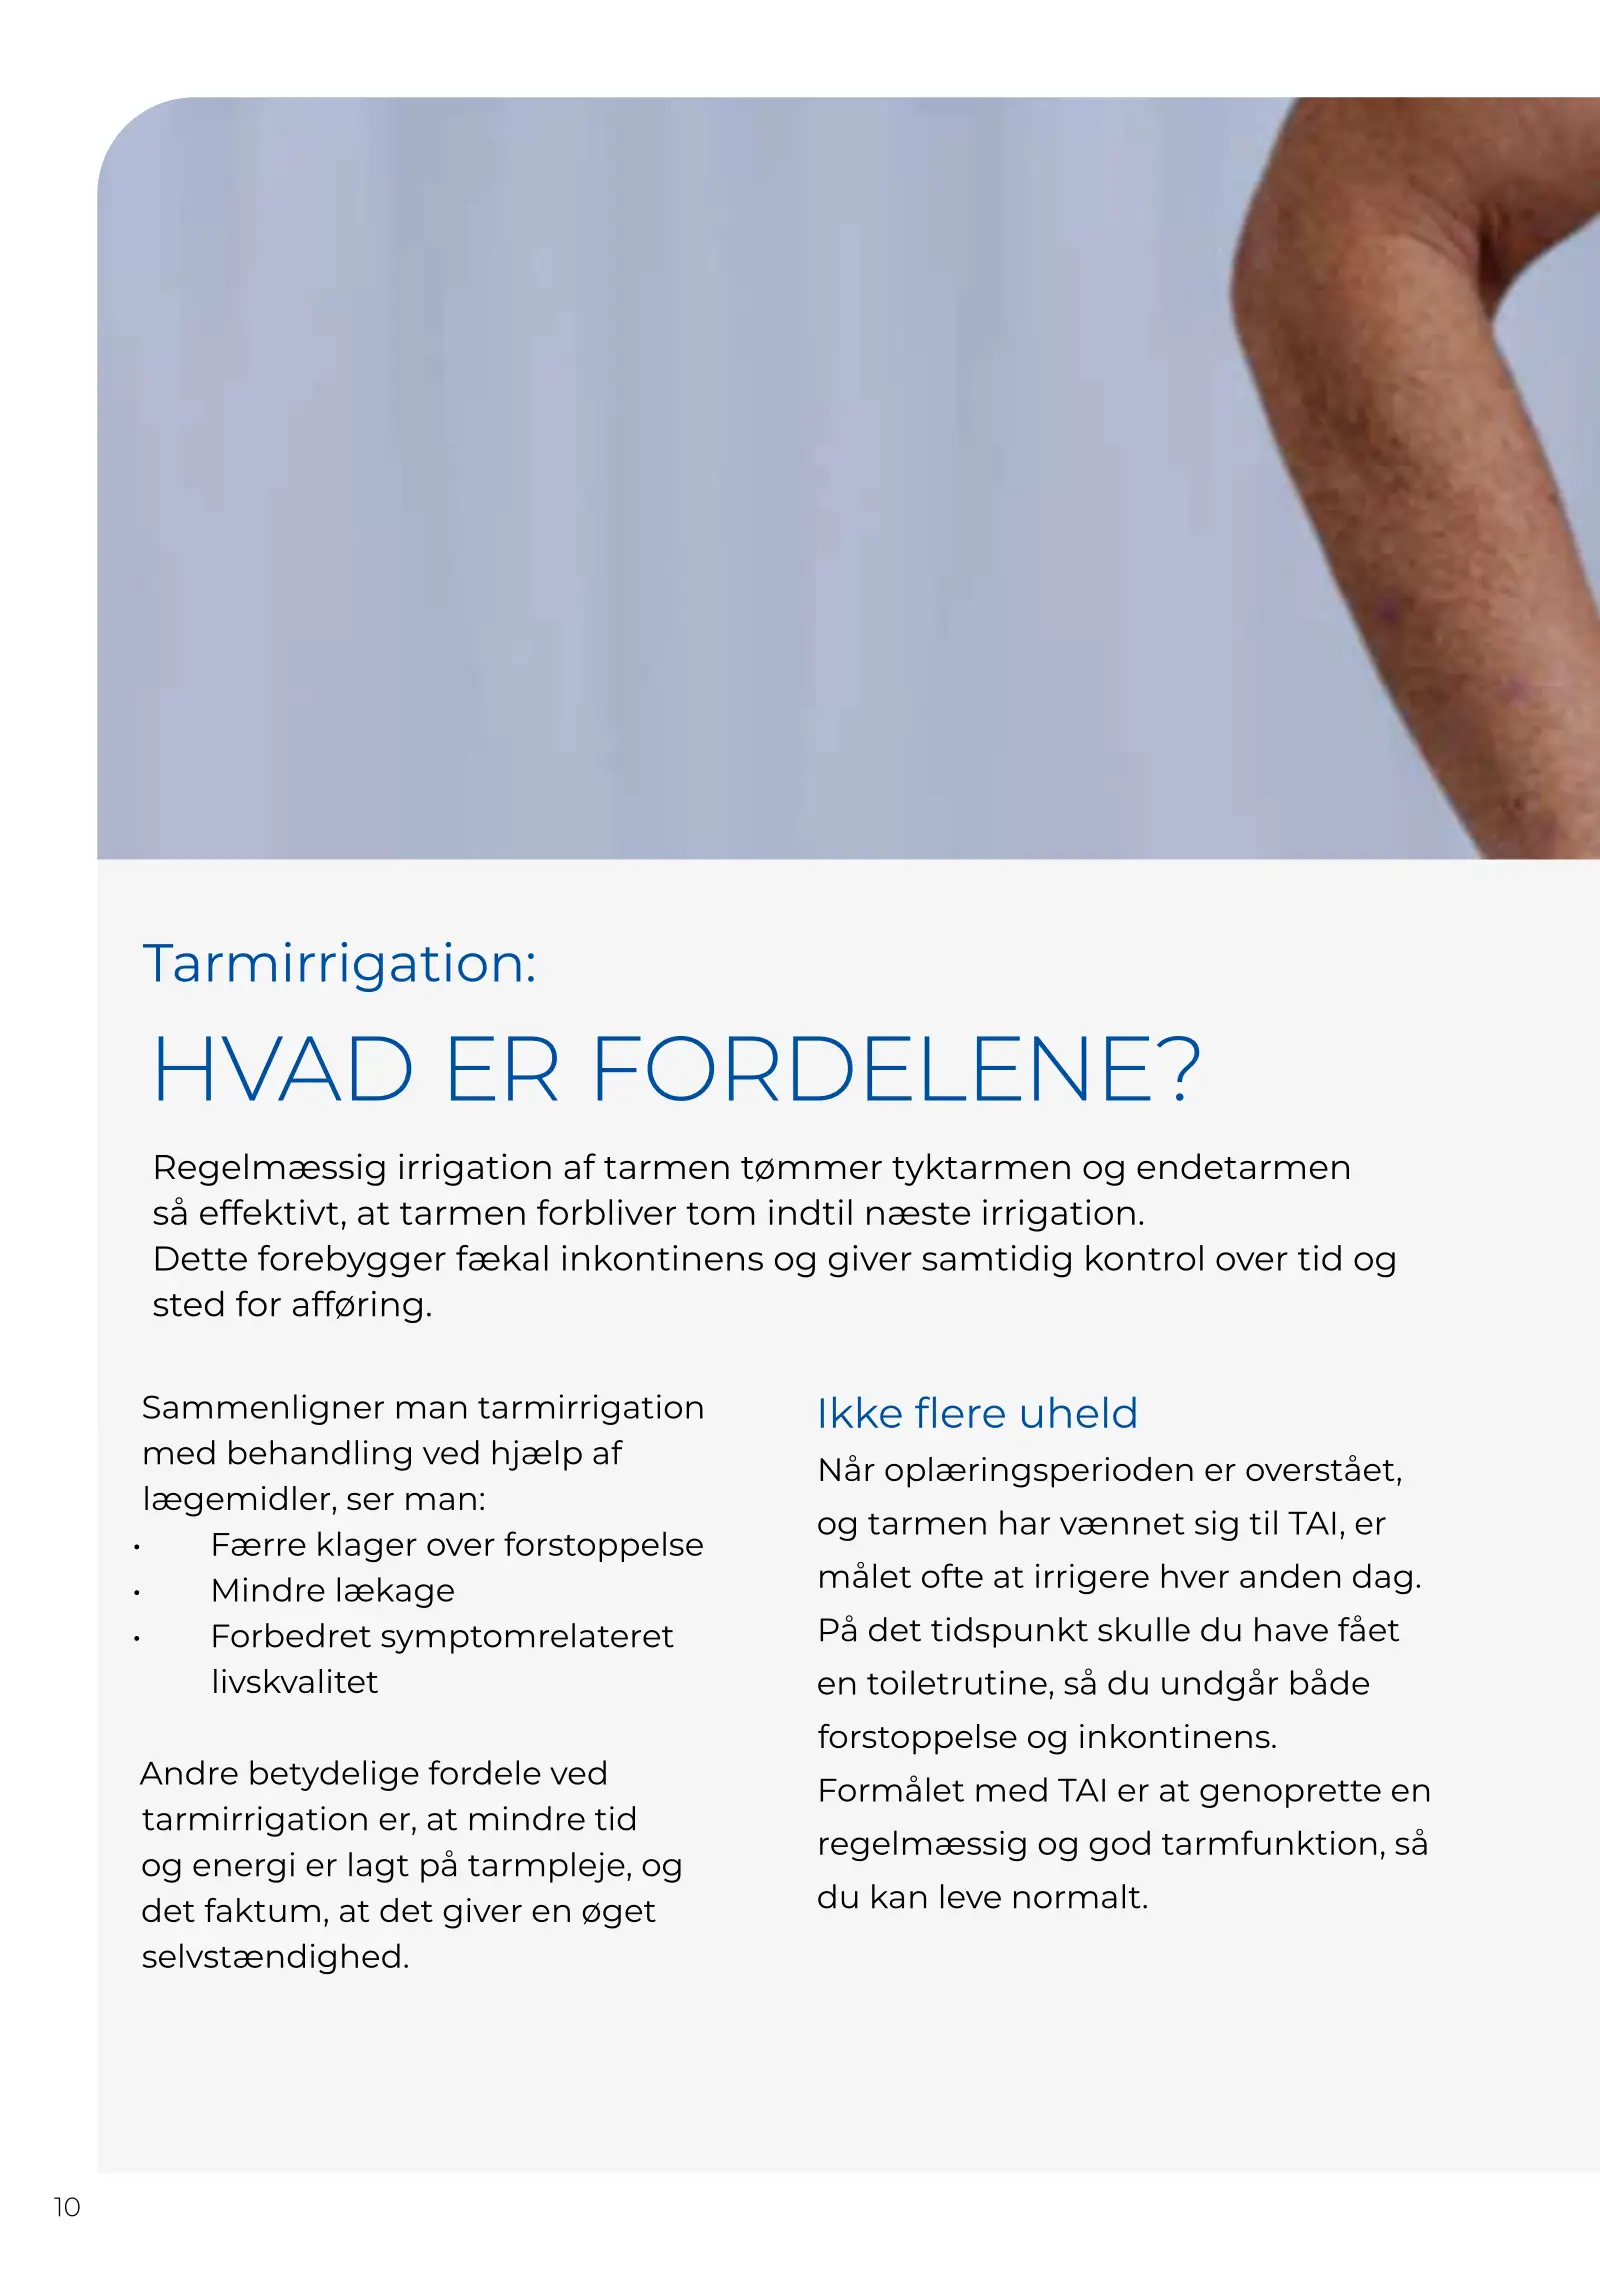 Tarmirrigation:
HVAD ER FORDELENE?
Regelmæssig irrigation af tarmen tømmer tyktarmen og endetarmen
så effektivt, at tarmen forbliver tom indtil næste irrigation.
Dette forebygger fækal inkontinens og giver samtidig kontrol over tid og
sted for afføring.
Sammenligner man tarmirrigation
med behandling ved hjælp af
lægemidler, ser man:
• Færre klager over forstoppelse
• Mindre lækage
• Forbedret symptomrelateret
livskvalitet
Andre betydelige fordele ved
tarmirrigation er, at mindre tid
og energi er lagt på tarmpleje, og
det faktum, at det giver en øget
selvstændighed.
Ikke flere uheld
Når oplæringsperioden er overstået,
og tarmen har vænnet sig til TAI, er
målet ofte at irrigere hver anden dag.
På det tidspunkt skulle du have fået
en toiletrutine, så du undgår både
forstoppelse og inkontinens.
Formålet med TAI er at genoprette en
regelmæssig og god tarmfunktion, så
du kan leve normalt.
10